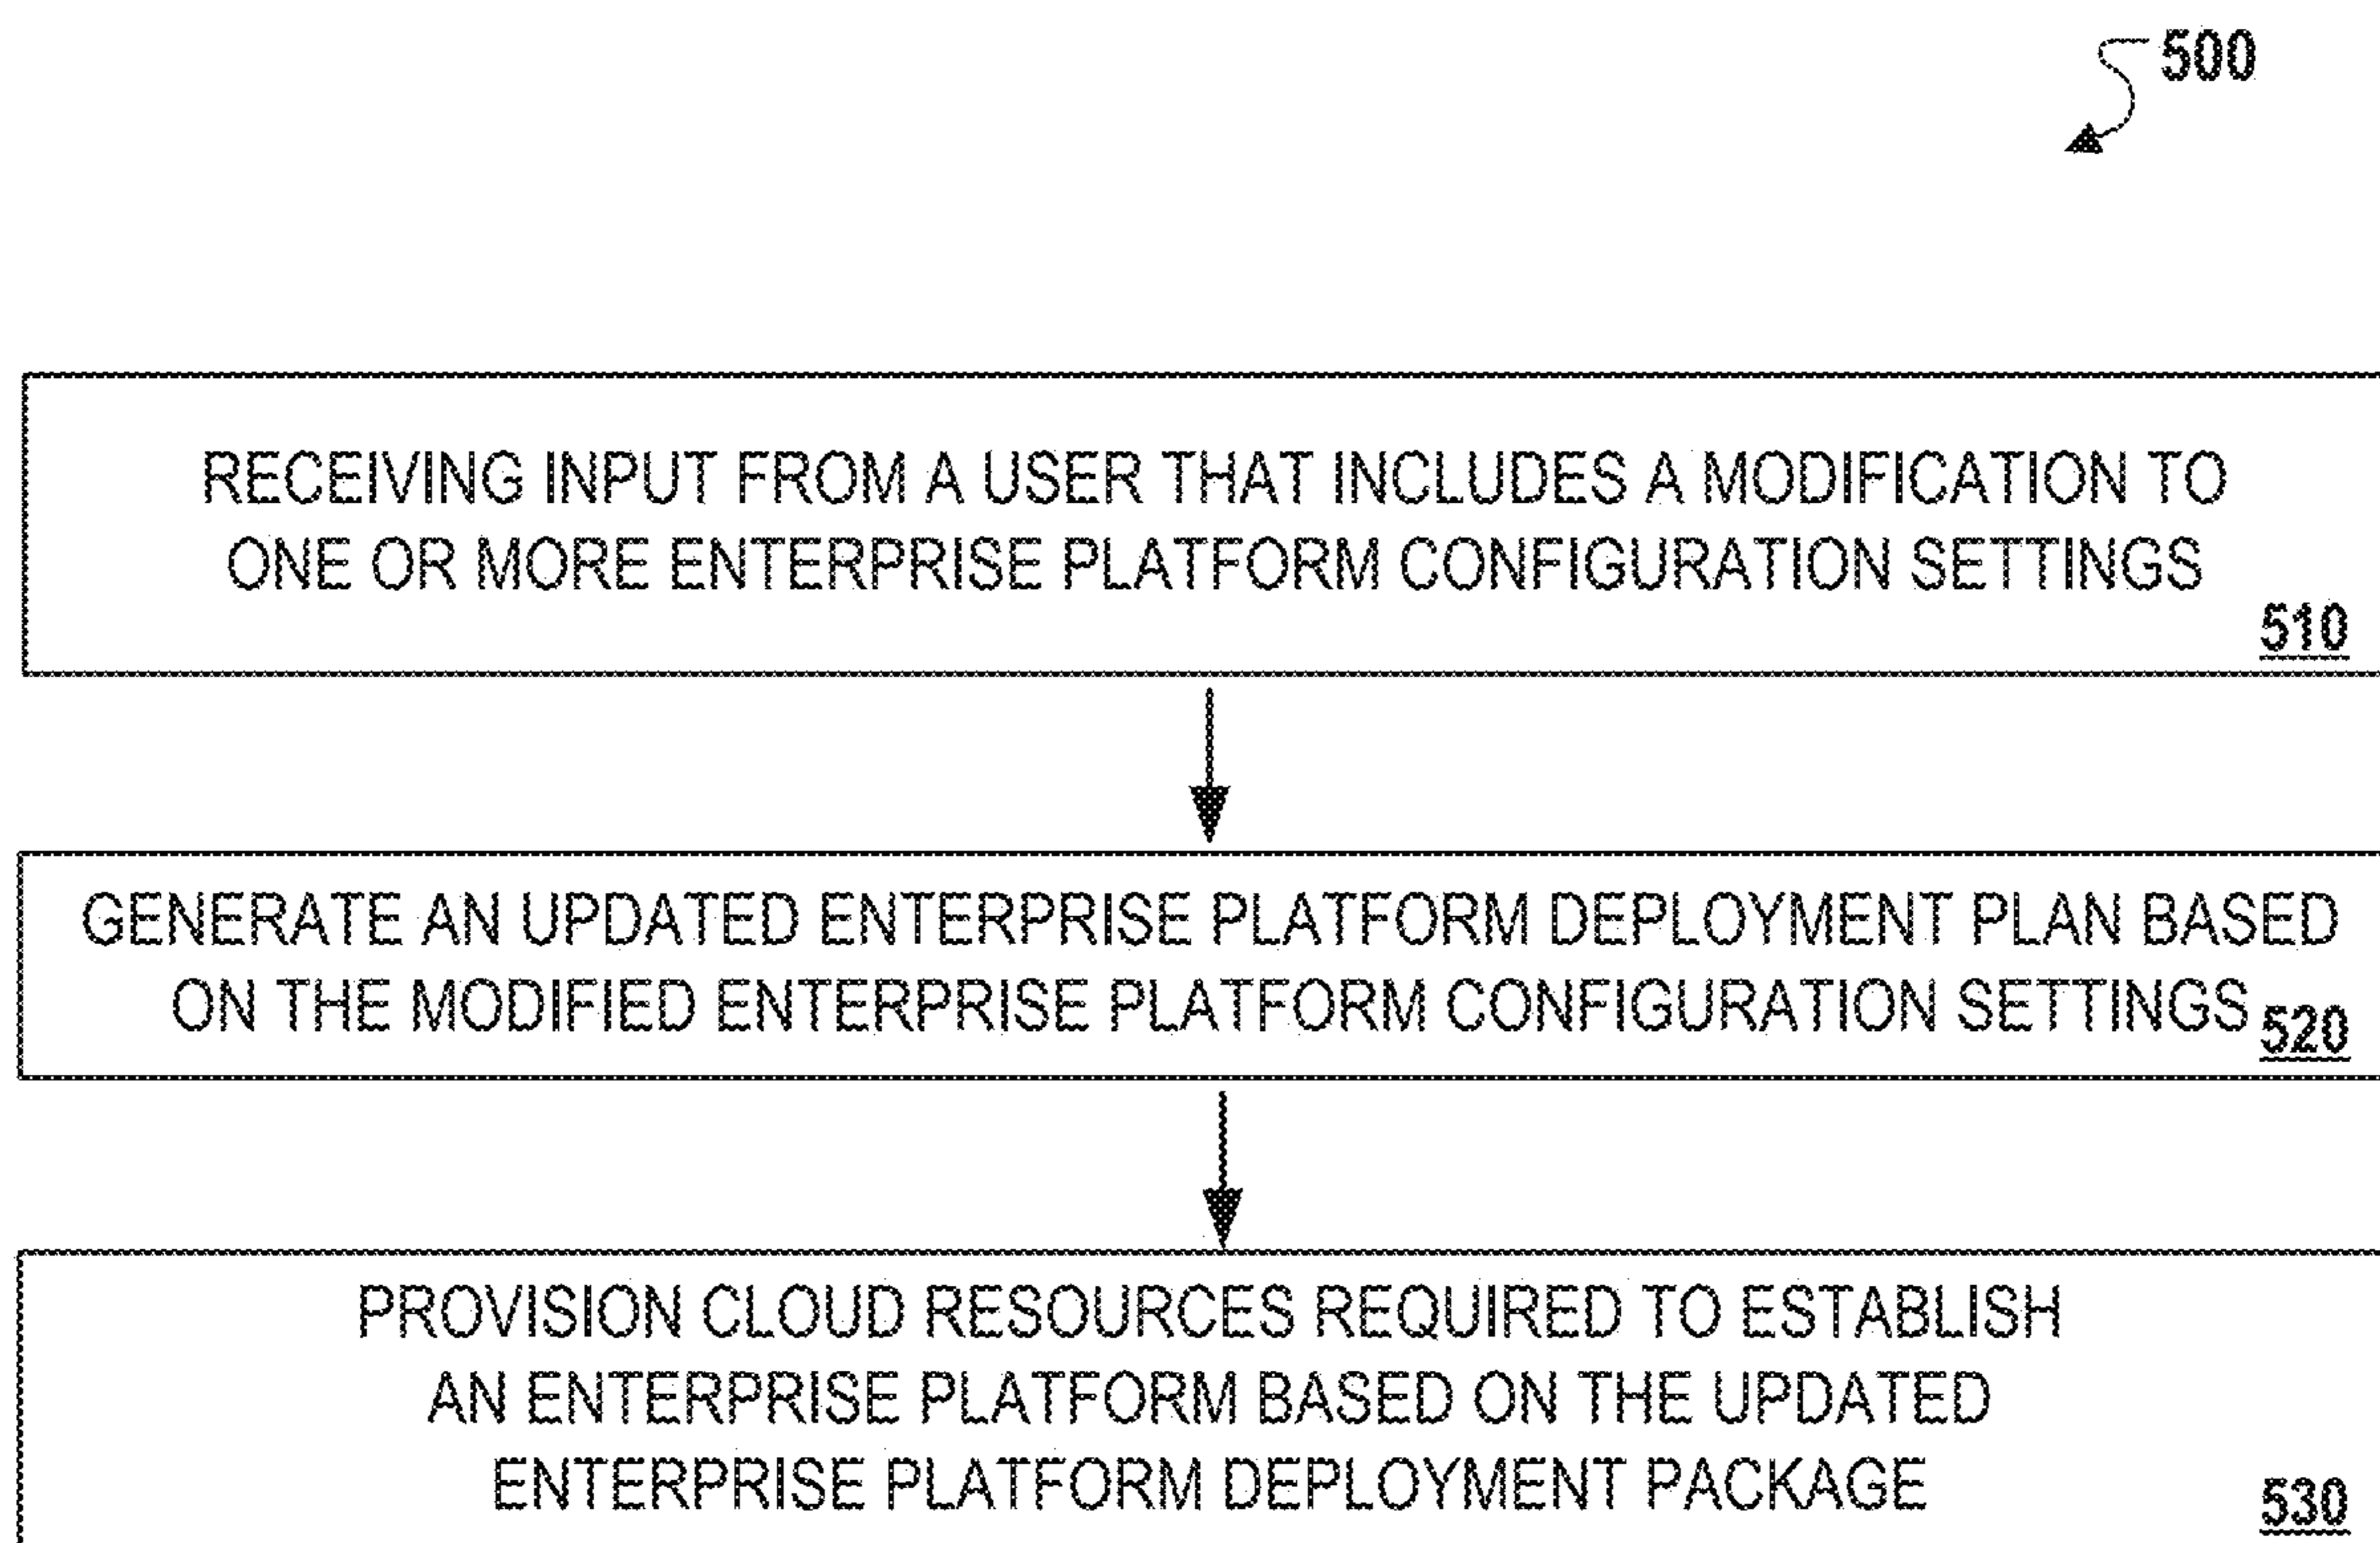 500
RECEIVING INPUT FROM A USER THAT INCLUDES A MODIFICATION TO
ONE OR MORE ENTERPRISE PLATFORM CONFIGURATION SETTINGS
510
GENERATE AN UPDATED ENTERPRISE PLATFORM DEPLOYMENT PLAN BASED
ON THE MODIFIED ENTERPRISE PLATFORM CONFIGURATION SETTINGS
520
PROVISION CLOUD RESOURCES REQUIRED TO ESTABLISH
AN ENTERPRISE PLATFORM BASED ON THE UPDATED
ENTERPRISE PLATFORM DEPLOYMENT PACKAGE
530